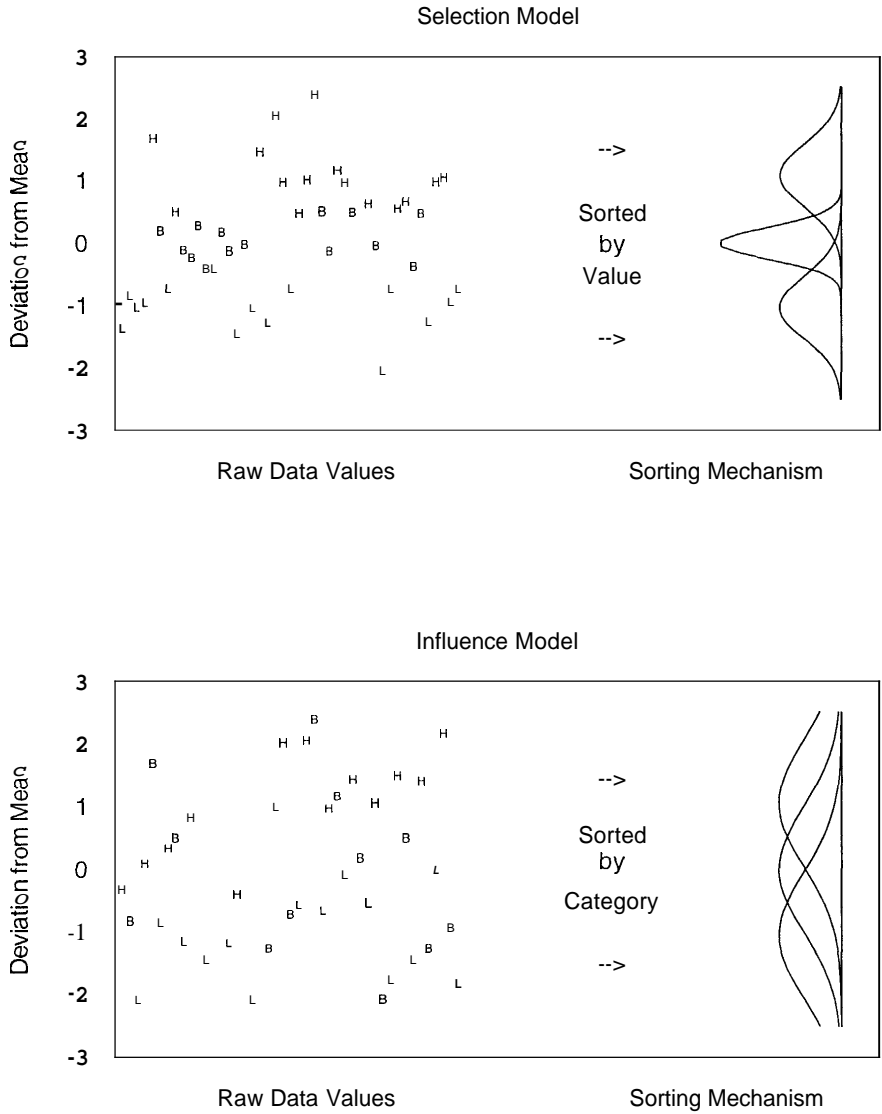 Selection Model
3
2
1
0
-1
-2
-3
Deviation from Mean
-->
Sorted
by
Value
-->
Raw Data Values
Sorting Mechanism
Influence Model
3
2
1
0
-1
-2
-3
Deviation from Mean
-->
Sorted
by
Category
-->
Raw Data Values
Sorting Mechanism